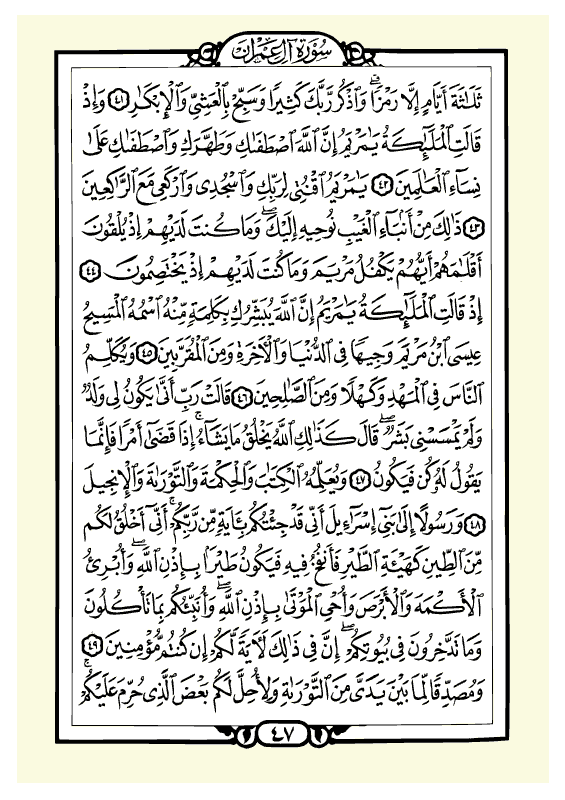 سُورَةُ آلِ عِمْرَانَ
ثَلَٰثَةَ أَيَّامٍ إِلَّا رَمْزًا ۗ وَٱذْكُر رَّبَّكَ كَثِيرًا وَسَبِّحْ بِٱلْعَشِىِّ وَٱلْإِبْكَٰرِ ٤١ وَإِذْ
قَالَتِ ٱلْمَلَٰٓئِكَةُ يَٰمَرْيَمُ إِنَّ ٱللَّهَ ٱصْطَفَىٰكِ وَطَهَّرَكِ وَٱصْطَفَىٰكِ عَلَىٰ
نِسَآءِ ٱلْعَٰلَمِينَ ٤٢ يَٰمَرْيَمُ ٱقْنُتِى لِرَبِّكِ وَٱسْجُدِى وَٱرْكَعِى مَعَ ٱلرَّٰكِعِينَ
٤٣ ذَٰلِكَ مِنْ أَنۢبَآءِ ٱلْغَيْبِ نُوحِيهِ إِلَيْكَ ۚ وَمَا كُنتَ لَدَيْهِمْ إِذْ يُلْقُونَ
أَقْلَٰمَهُمْ أَيُّهُمْ يَكْفُلُ مَرْيَمَ وَمَا كُنتَ لَدَيْهِمْ إِذْ يَخْتَصِمُونَ ٤٤
إِذْ قَالَتِ ٱلْمَلَٰٓئِكَةُ يَٰمَرْيَمُ إِنَّ ٱللَّهَ يُبَشِّرُكِ بِكَلِمَةٍ مِّنْهُ ٱسْمُهُ ٱلْمَسِيحُ
عِيسَى ٱبْنُ مَرْيَمَ وَجِيهًا فِى ٱلدُّنْيَا وَٱلْءَاخِرَةِ وَمِنَ ٱلْمُقَرَّبِينَ ٤٥ وَيُكَلِّمُ
ٱلنَّاسَ فِى ٱلْمَهْدِ وَكَهْلًا وَمِنَ ٱلصَّٰلِحِينَ ٤٦ قَالَتْ رَبِّ أَنَّىٰ يَكُونُ لِى وَلَدٌ
وَلَمْ يَمْسَسْنِى بَشَرٌ ۖ قَالَ كَذَٰلِكِ ٱللَّهُ يَخْلُقُ مَا يَشَآءُ ۚ إِذَا قَضَىٰٓ أَمْرًا فَإِنَّمَا
يَقُولُ لَهُۥ كُن فَيَكُونُ ٤٧ وَيُعَلِّمُهُ ٱلْكِتَٰبَ وَٱلْحِكْمَةَ وَٱلتَّوْرَىٰةَ وَٱلْإِنجِيلَ
٤٨ وَرَسُولًا إِلَىٰ بَنِىٓ إِسْرَٰٓءِيلَ أَنِّى قَدْ جِئْتُكُم بِـَٔايَةٍ مِّن رَّبِّكُمْ ۖ أَنِّىٓ أَخْلُقُ لَكُم
مِّنَ ٱلطِّينِ كَهَيْـَٔةِ ٱلطَّيْرِ فَأَنفُخُ فِيهِ فَيَكُونُ طَيْرًۢا بِإِذْنِ ٱللَّهِ ۖ وَأُبْرِئُ
ٱلْأَكْمَهَ وَٱلْأَبْرَصَ وَأُحْىِ ٱلْمَوْتَىٰ بِإِذْنِ ٱللَّهِ ۖ وَأُنَبِّئُكُم بِمَا تَأْكُلُونَ
وَمَا تَدَّخِرُونَ فِى بُيُوتِكُمْ ۚ إِنَّ فِى ذَٰلِكَ لَءَايَةً لَّكُمْ إِن كُنتُم مُّؤْمِنِينَ ٤٩
وَمُصَدِّقًا لِّمَا بَيْنَ يَدَىَّ مِنَ ٱلتَّوْرَىٰةِ وَلِأُحِلَّ لَكُم بَعْضَ ٱلَّذِى حُرِّمَ عَلَيْكُمْ ۚ
٤٧